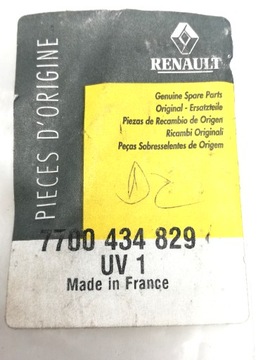 RENAULT
PIECES D'ORIGINE
Genuine Spare Parts
Original - Ersatzteile
Piezas de Recambio de Origen
Ricambi Originali
Peças Sobresselentes de Origem
7700 434 829
UV 1
Made in France